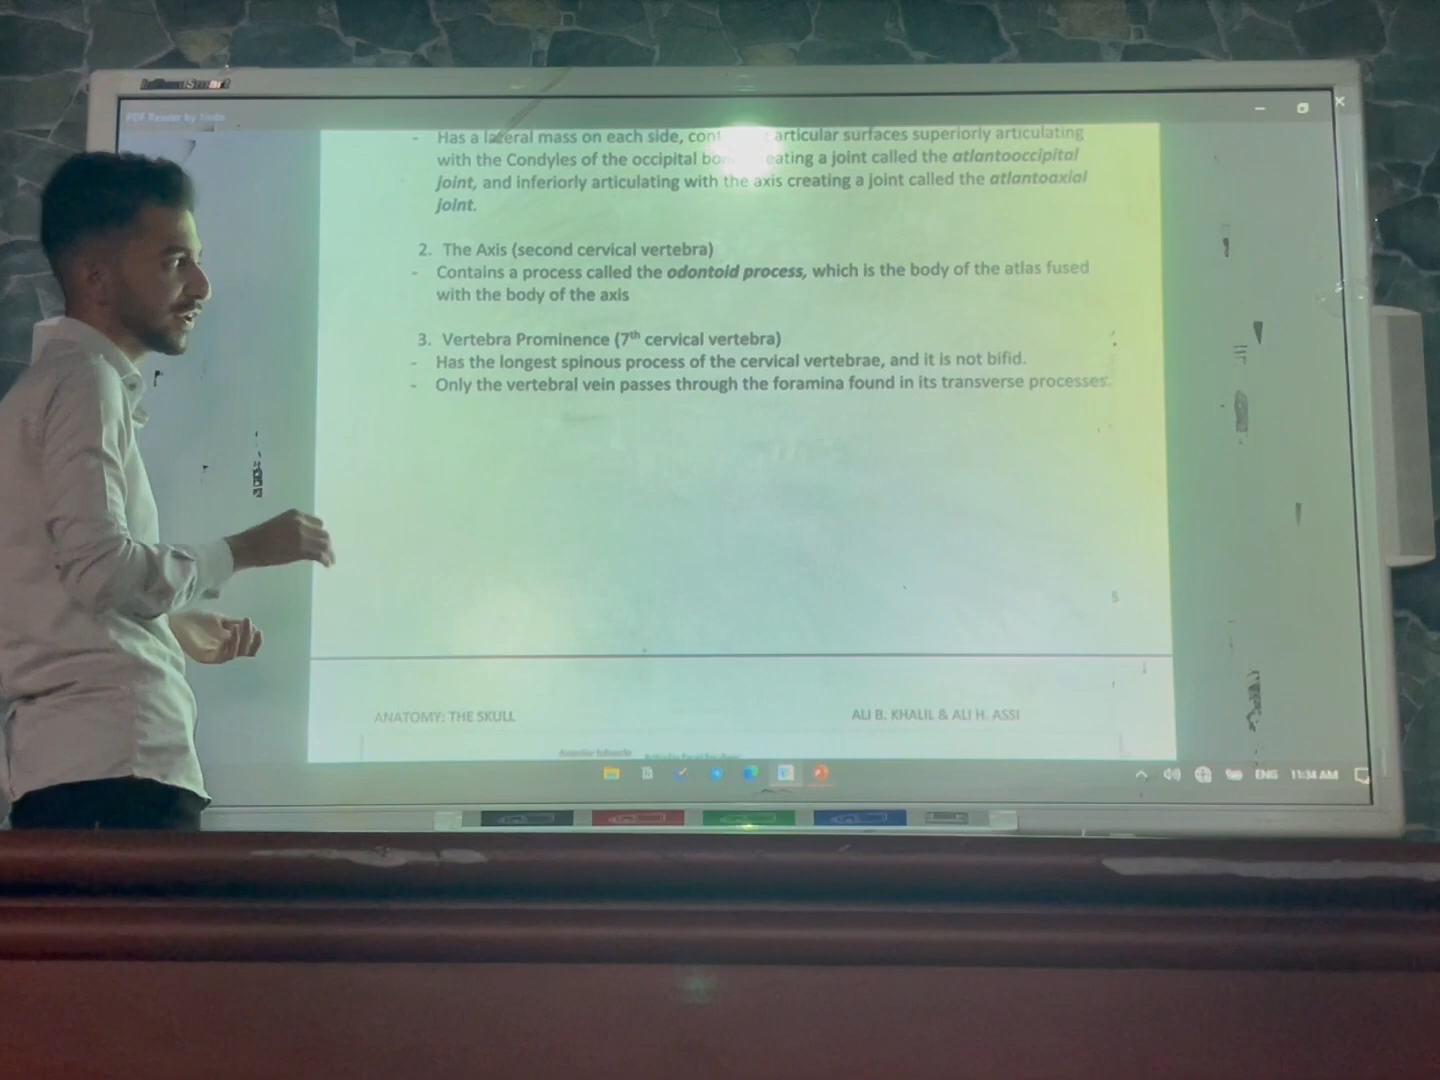 PDF Reader by Xodo
- Has a lateral mass on each side, articular surfaces superiorly articulating
with the Condyles of the occipital a joint called the atlantooccipital
joint, and inferiorly articulating with the axis creating a joint called the atlantoaxial
joint.
2. The Axis (second cervical vertebra)
- Contains a process called the odontoid process, which is the body of the atlas fused
with the body of the axis
3. Vertebra Prominence (7th cervical vertebra)
- Has the longest spinous process of the cervical vertebrae, and it is not bifid.
- Only the vertebral vein passes through the foramina found in its transverse processes.
5
ANATOMY: THE SKULL
ALI B. KHALIL & ALI H. ASSI
ENG 11:34 AM